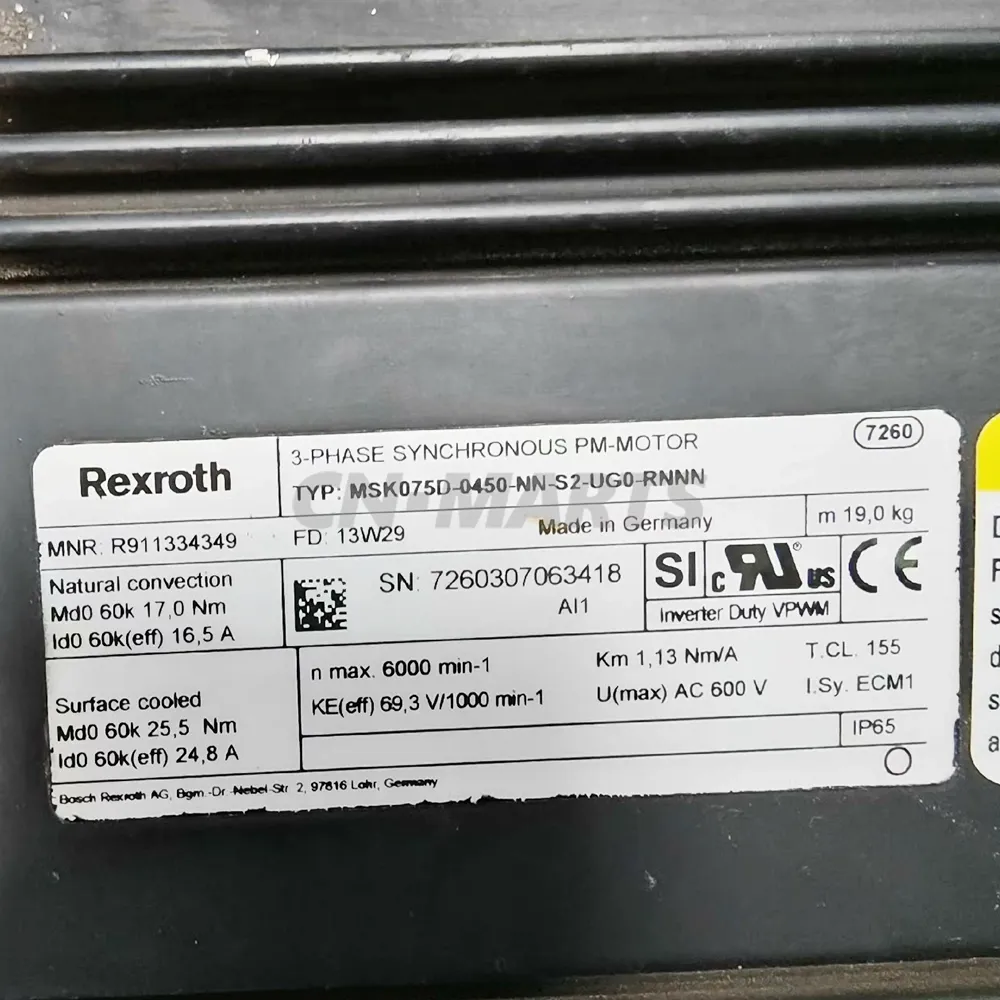 7260
Rexroth
3-PHASE SYNCHRONOUS PM-MOTOR
TYP: MSK075D-0450-NN-S2-UG0-RNNN
CN-MARTS
MNR: R911334349
FD: 13W29
Made in Germany
m 19,0 kg
Natural convection
Md0 60k 17,0 Nm
Id0 60k(eff) 16,5 A
SN: 7260307063418
AI1
SI
c RU® US
Inverter Duty VPWM
CE
Surface cooled
Md0 60k 25,5 Nm
Id0 60k(eff) 24,8 A
n max. 6000 min-1
Km 1,13 Nm/A
T.CL. 155
KE(eff) 69,3 V/1000 min-1
U(max) AC 600 V
I.Sy. ECM1
IP65
Bosch Rexroth AG, Bgm.-Dr.-Nebel-Str. 2, 97816 Lohr, Germany